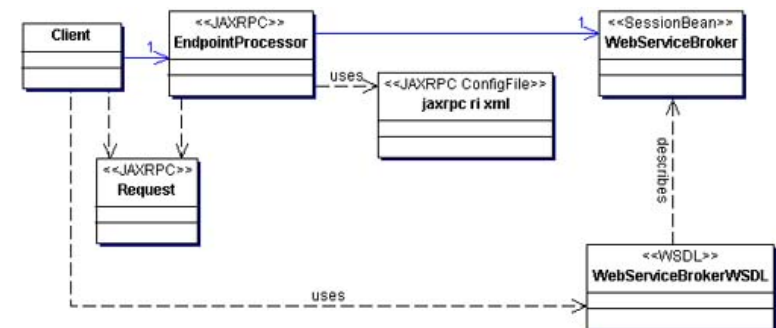 Client
1
<<JAXRPC>>
EndpointProcessor
1
<<SessionBean>>
WebServiceBroker
uses
<<JAXRPC ConfigFile>>
jaxrpc ri xml
<<JAXRPC>>
Request
describes
<<WSDL>>
WebServiceBrokerWSDL
uses